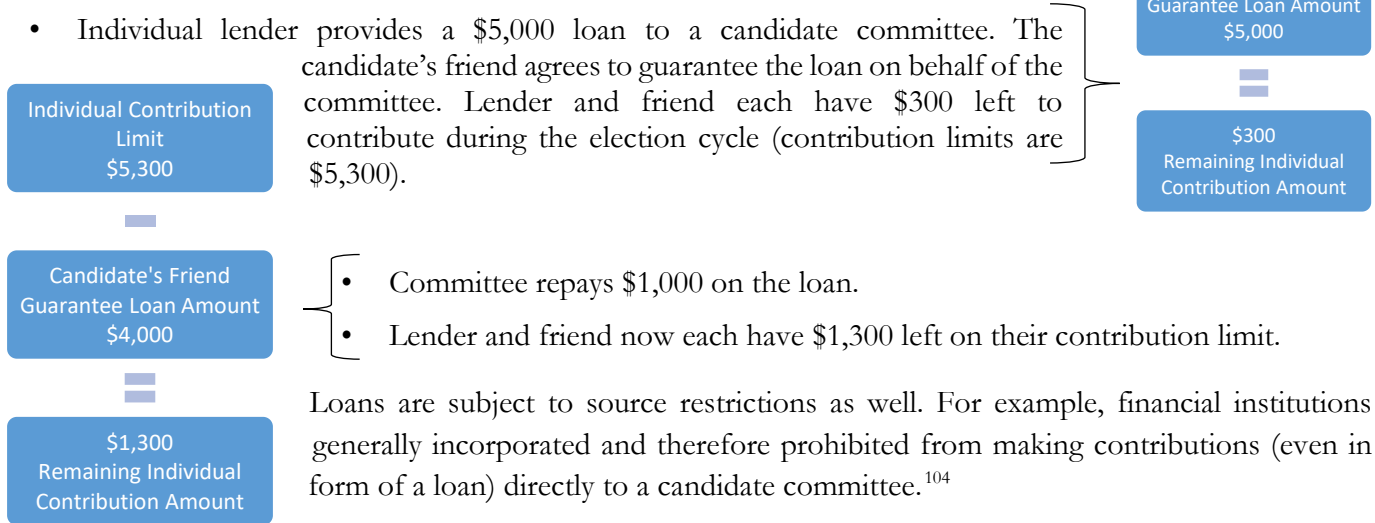 Guarantee Loan Amount
$5,000
• Individual lender provides a $5,000 loan to a candidate committee. The
candidate’s friend agrees to guarantee the loan on behalf of the
committee. Lender and friend each have $300 left to
contribute during the election cycle (contribution limits are
$5,300).
$300
Remaining Individual
Contribution Amount
Individual Contribution
Limit
$5,300
Candidate's Friend
Guarantee Loan Amount
$4,000
• Committee repays $1,000 on the loan.
• Lender and friend now each have $1,300 left on their contribution limit.
$1,300
Remaining Individual
Contribution Amount
Loans are subject to source restrictions as well. For example, financial institutions
generally incorporated and therefore prohibited from making contributions (even in
form of a loan) directly to a candidate committee.104